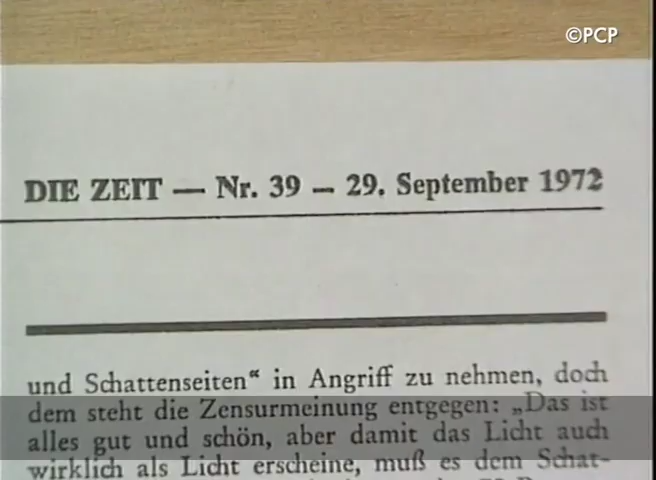 ©PCP
DIE ZEIT — Nr. 39 — 29. September 1972
und Schattenseiten“ in Angriff zu nehmen, doch
dem steht die Zensurmeinung entgegen: „Das ist
alles gut und schön, aber damit das Licht auch
wirklich als Licht erscheine, muß es dem Schat-